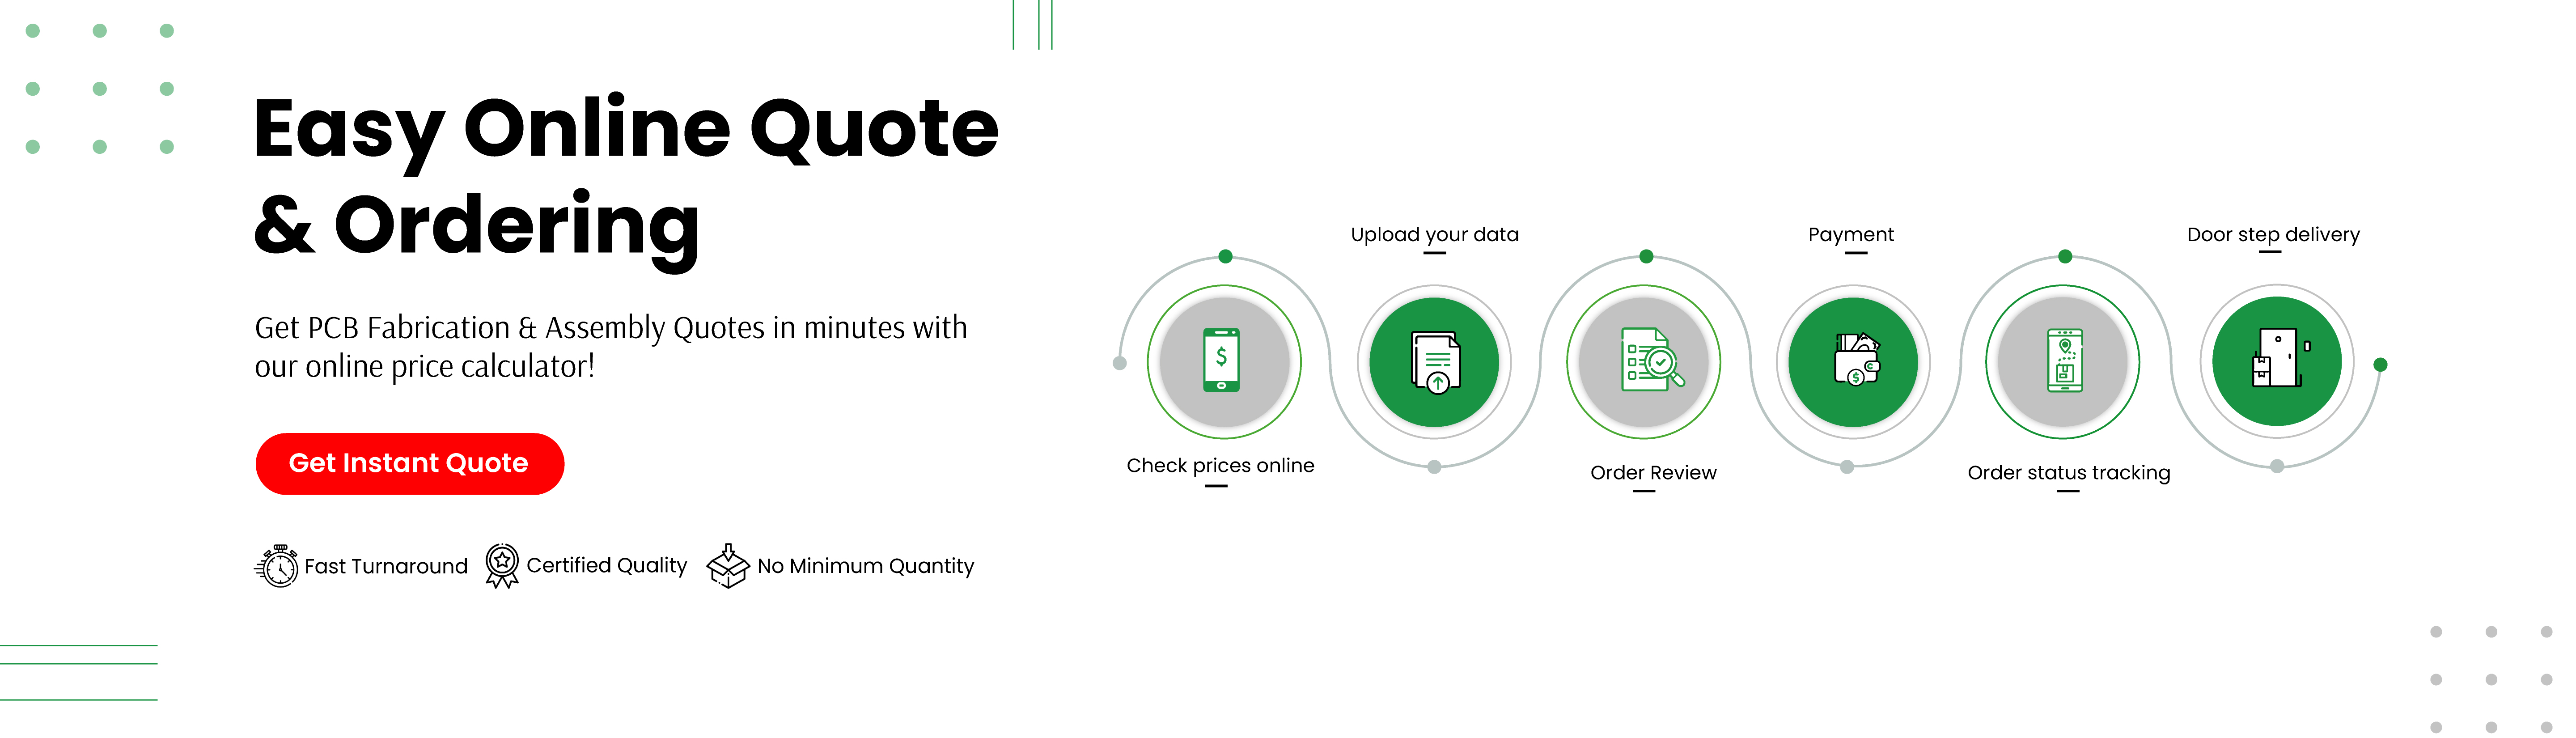 Easy Online Quote
& Ordering
Get PCB Fabrication & Assembly Quotes in minutes with
our online price calculator!
Get Instant Quote
Fast Turnaround
Certified Quality
No Minimum Quantity
Check prices online
Upload your data
Order Review
Payment
Order status tracking
Door step delivery